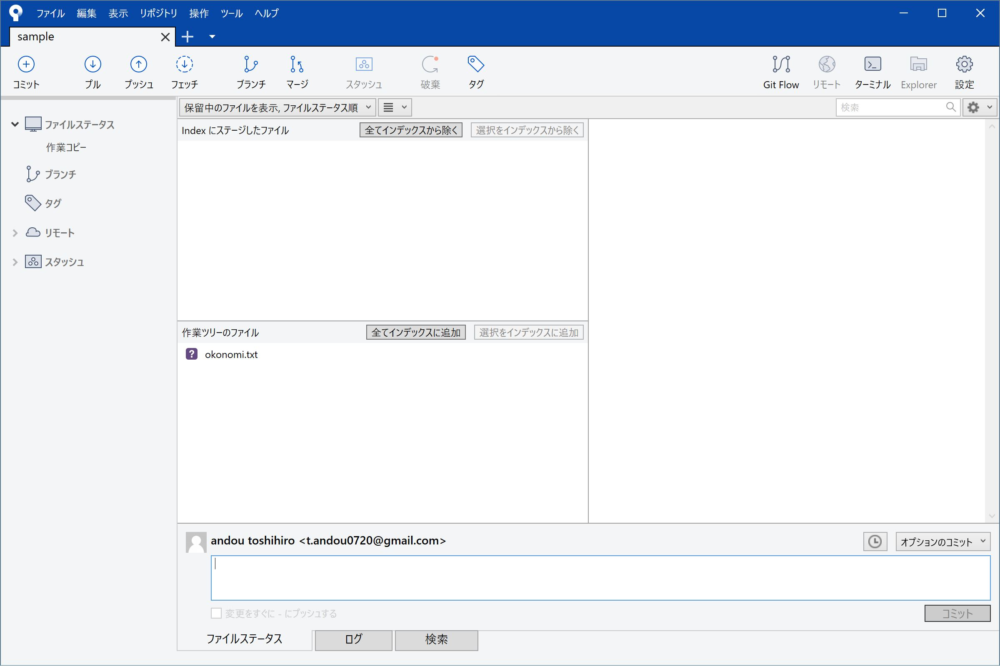 ファイル 編集 表示 リポジトリ 操作 ツール ヘルプ
sample
コミット プル プッシュ フェッチ ブランチ マージ スタッシュ 破棄 タグ Git Flow リモート ターミナル Explorer 設定
保留中のファイルを表示, ファイルステータス順
検索
ファイルステータス
作業コピー
ブランチ
タグ
リモート
スタッシュ
Index にステージしたファイル 全てインデックスから除く 選択をインデックスから除く
作業ツリーのファイル 全てインデックスに追加 選択をインデックスに追加
? okonomi.txt
andou toshihiro <t.andou0720@gmail.com>
オプションのコミット
変更をすぐに - にプッシュする
コミット
ファイルステータス ログ 検索